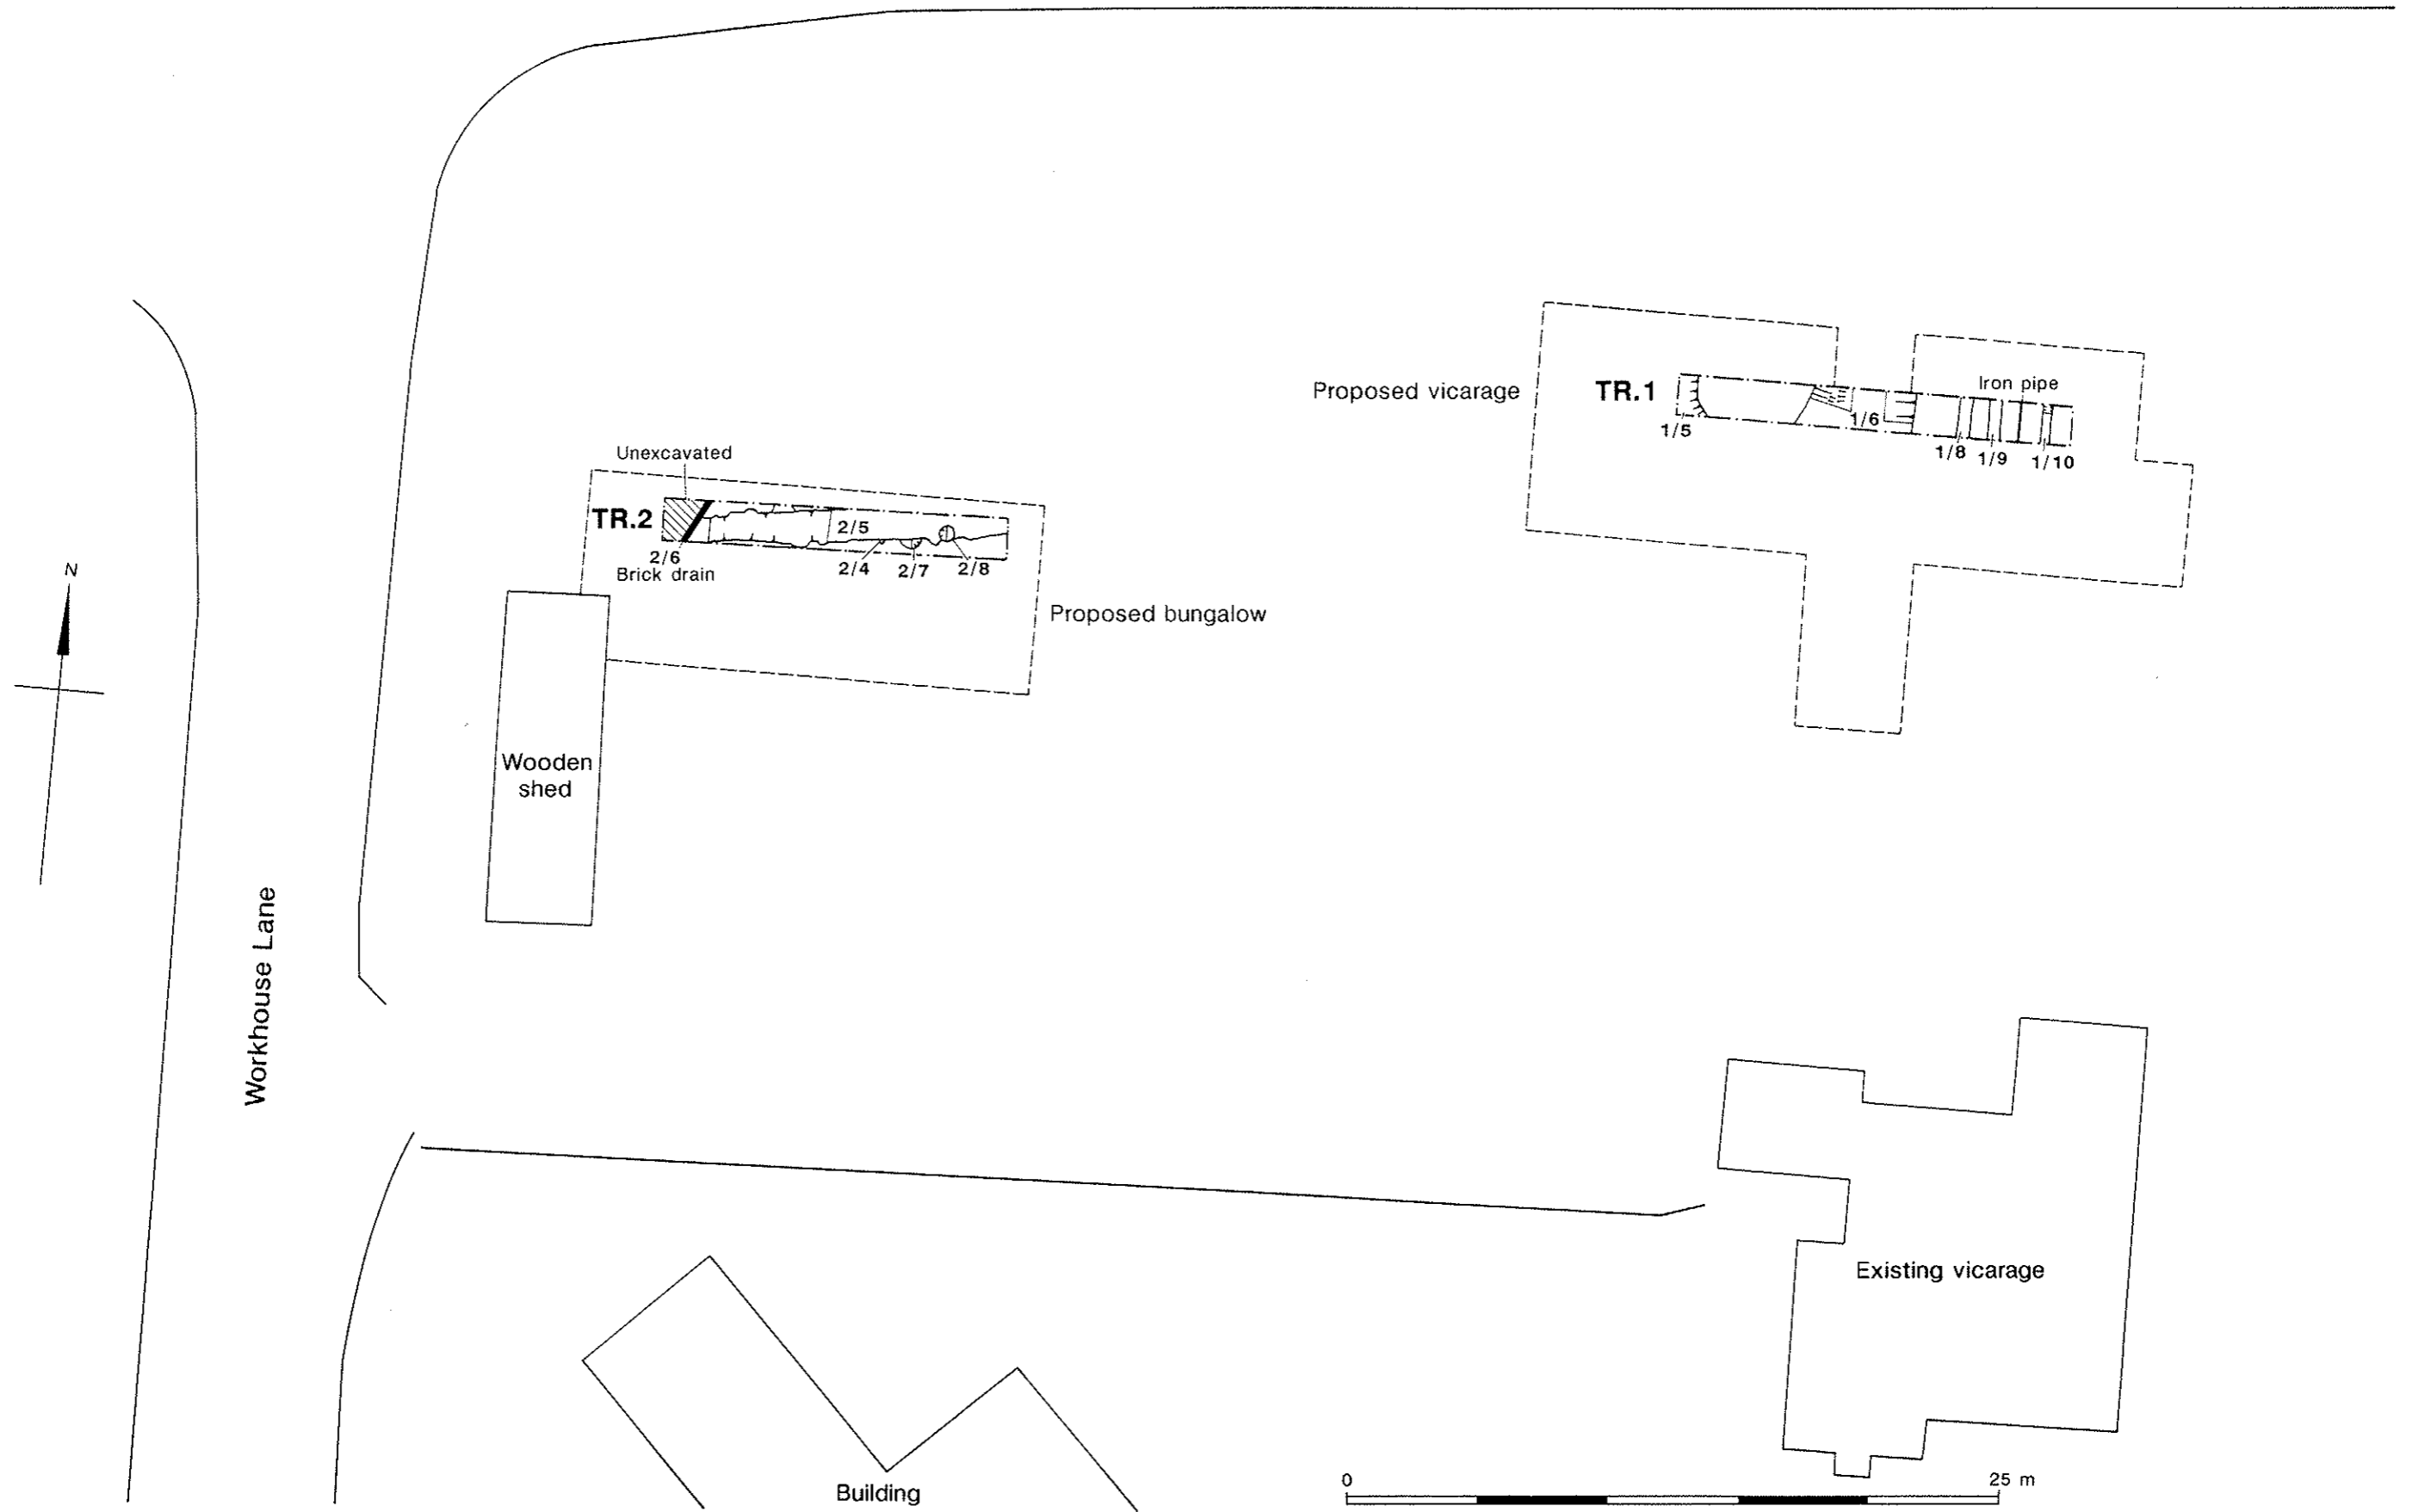 Proposed vicarage
TR.1
Iron pipe
1/5
1/6
1/8
1/9
1/10
Unexcavated
TR.2
2/5
2/6
Brick drain
2/4
2/7
2/8
Proposed bungalow
N
Wooden
shed
Workhouse Lane
Existing vicarage
Building
0
25 m